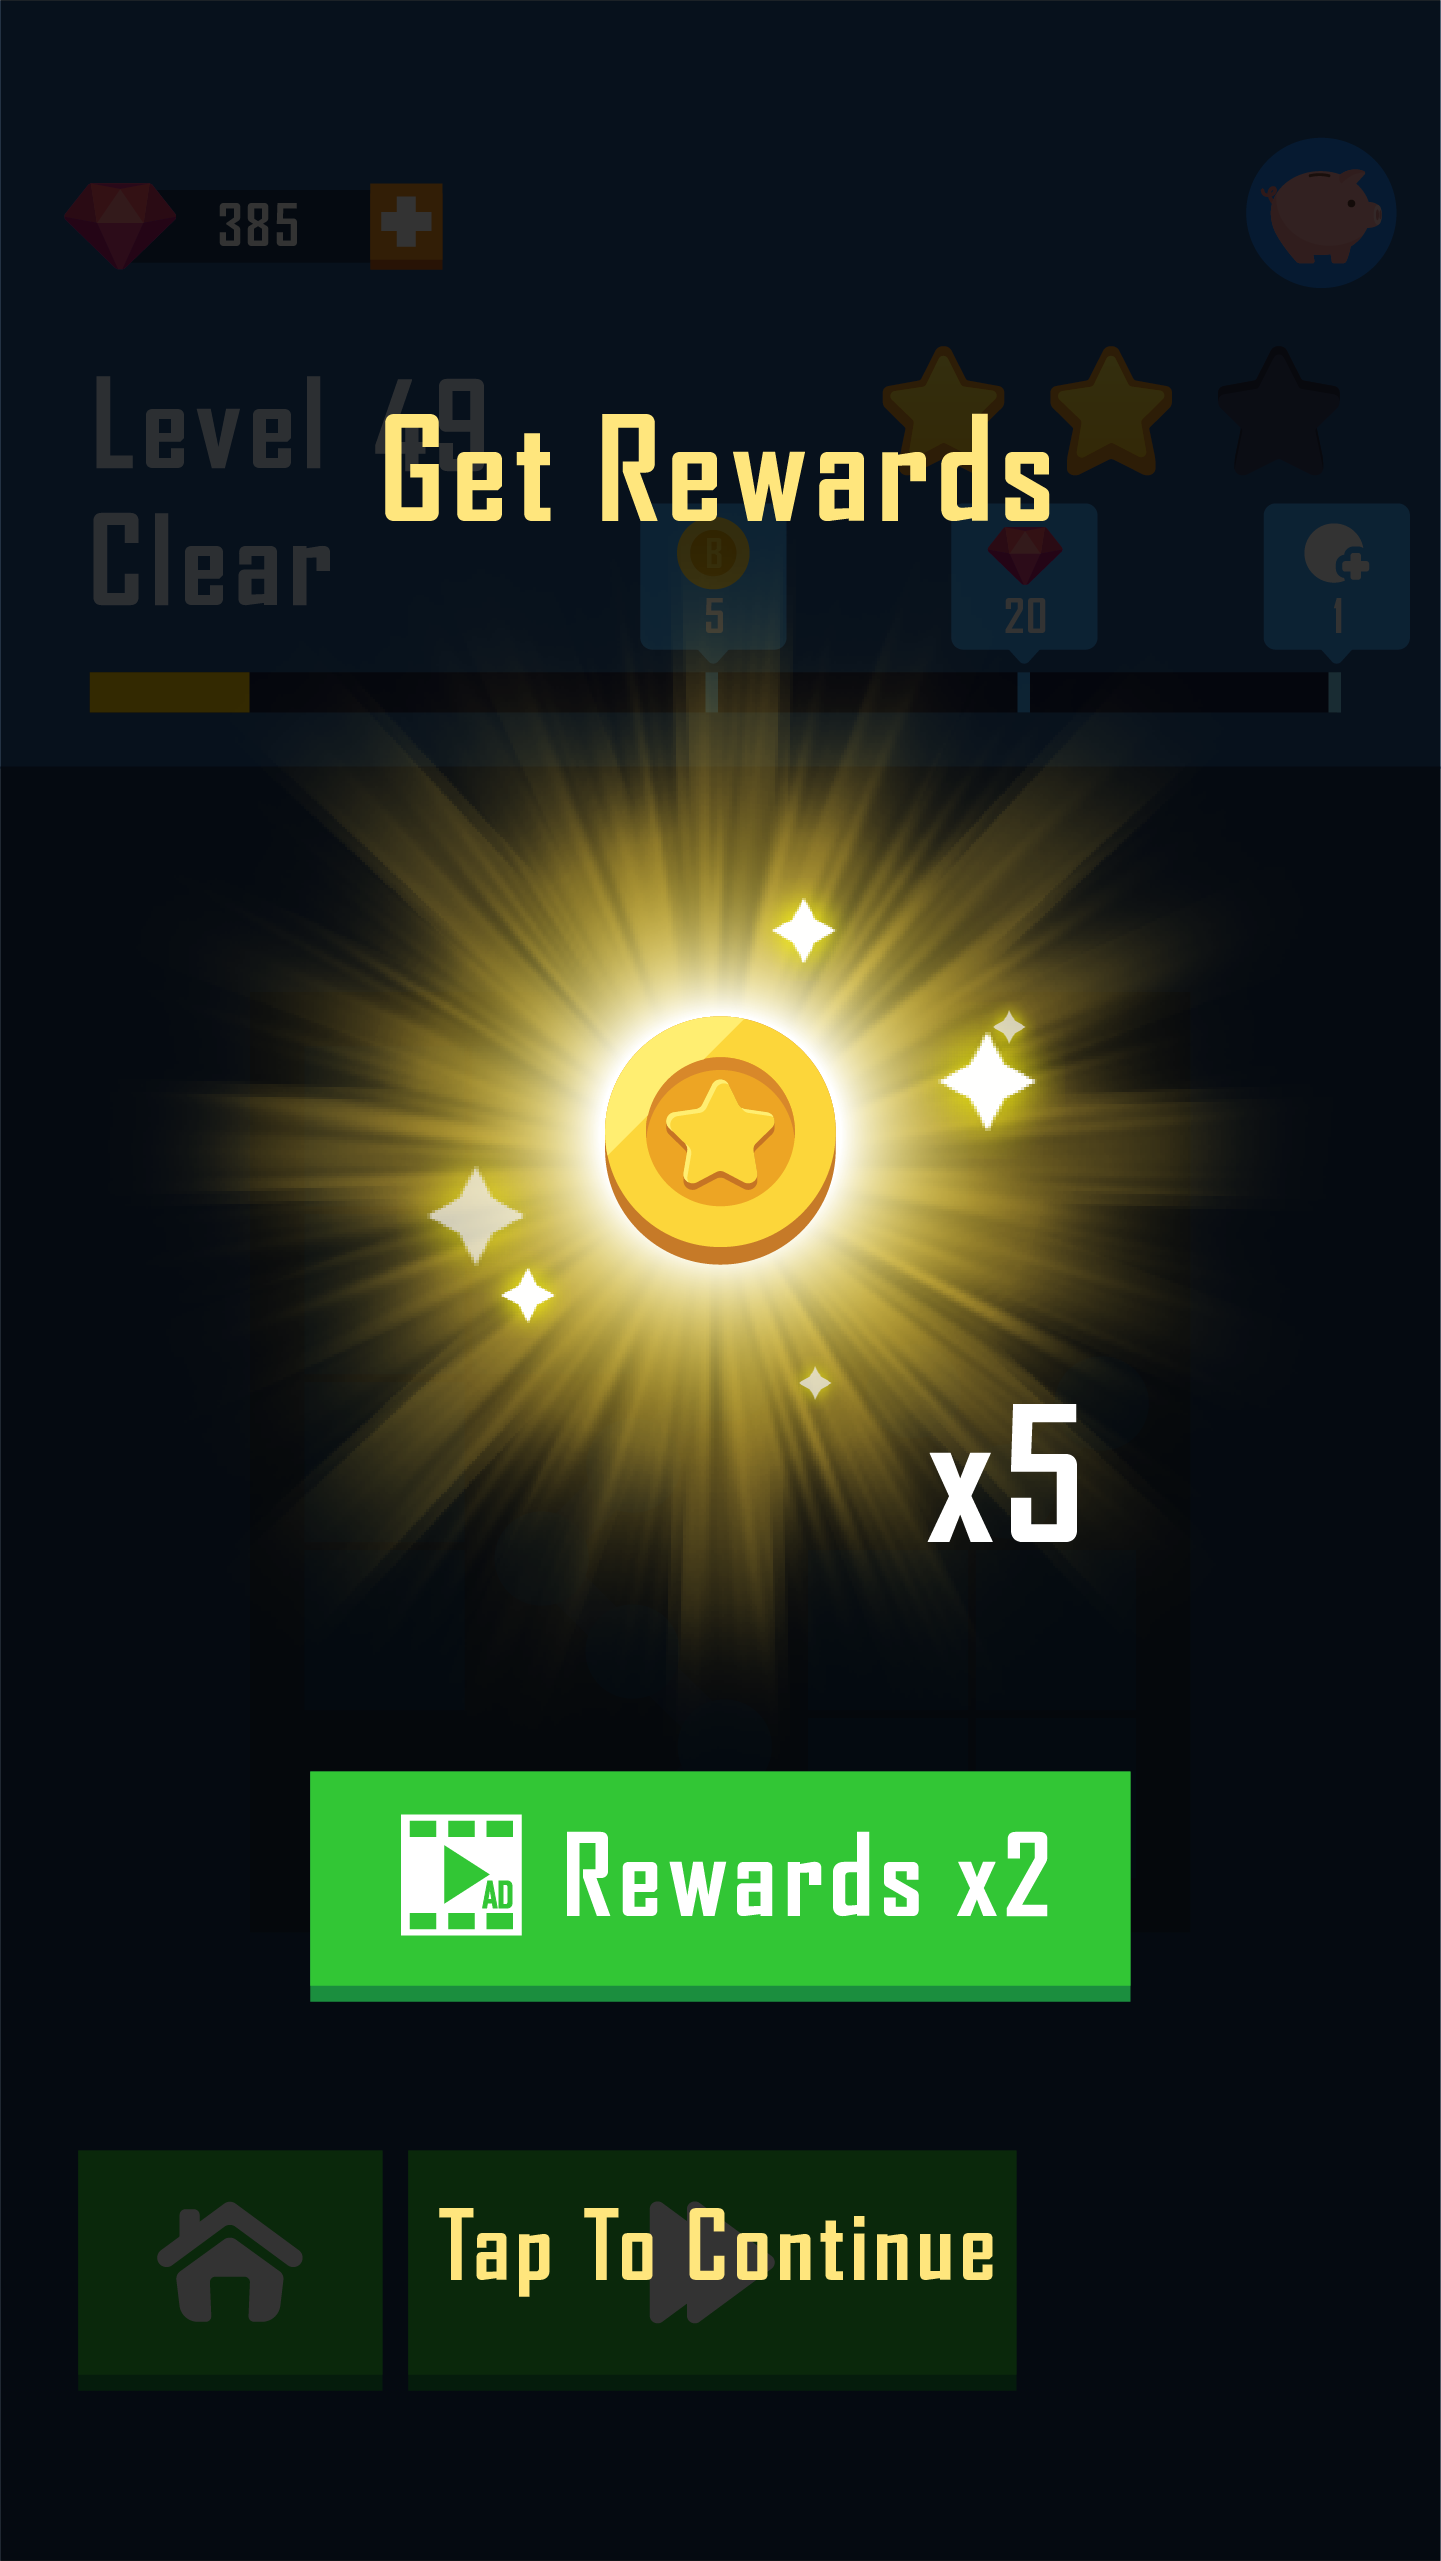 385
Level 49
Get Rewards
Clear
B
5
20
1
x5
AD
Rewards x2
Tap To Continue